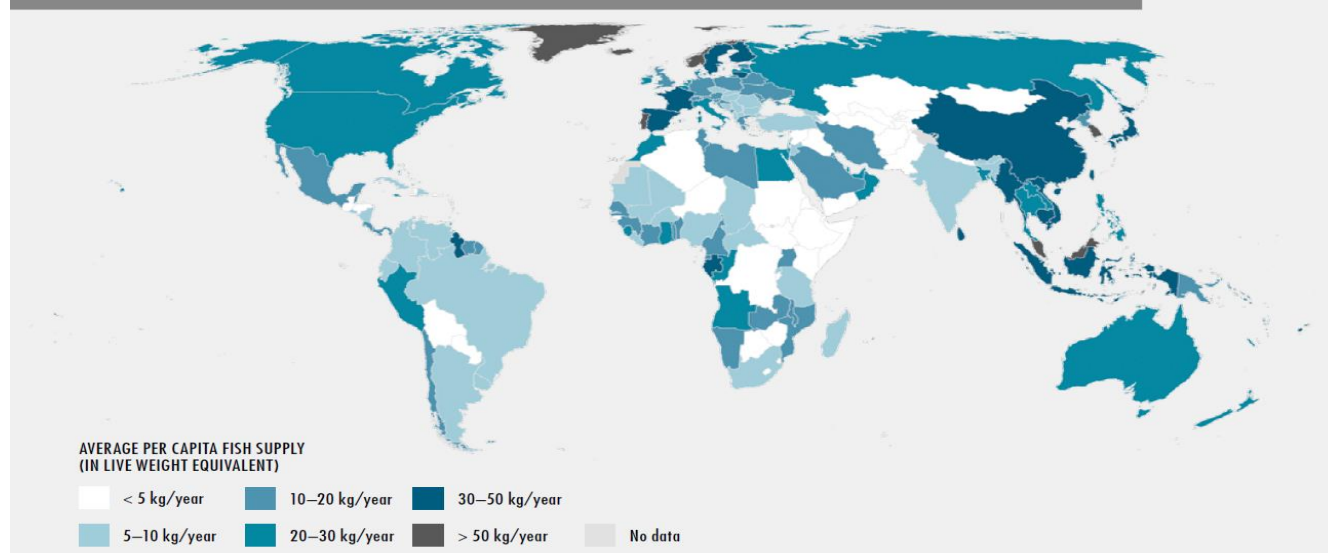 AVERAGE PER CAPITA FISH SUPPLY
(IN LIVE WEIGHT EQUIVALENT)
< 5 kg/year 10–20 kg/year 30–50 kg/year
5–10 kg/year 20–30 kg/year > 50 kg/year No data